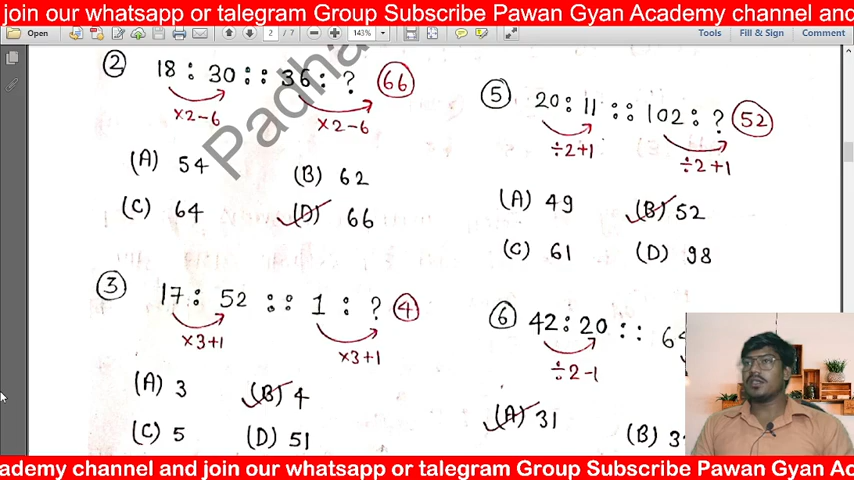 join our whatsapp or talegram Group Subscribe Pawan Gyan Academy channel and
Open
2 / 7
143%
Tools
Fill & Sign
Comment
② 18 : 30 :: 36 : ? 66
×2-6 ×2-6
(A) 54
(B) 62
(C) 64
(D) 66
③ 17 : 52 :: 1 : ? 4
×3+1 ×3+1
(A) 3
(B) 4
(C) 5
(D) 51
⑤ 20 : 11 :: 102 : ? 52
÷2+1 ÷2+1
(A) 49
(B) 52
(C) 61
(D) 98
⑥ 42 : 20 :: 64
÷2-1
(A) 31
(B) 3
Padha
ademy channel and join our whatsapp or talegram Group Subscribe Pawan Gyan Ac